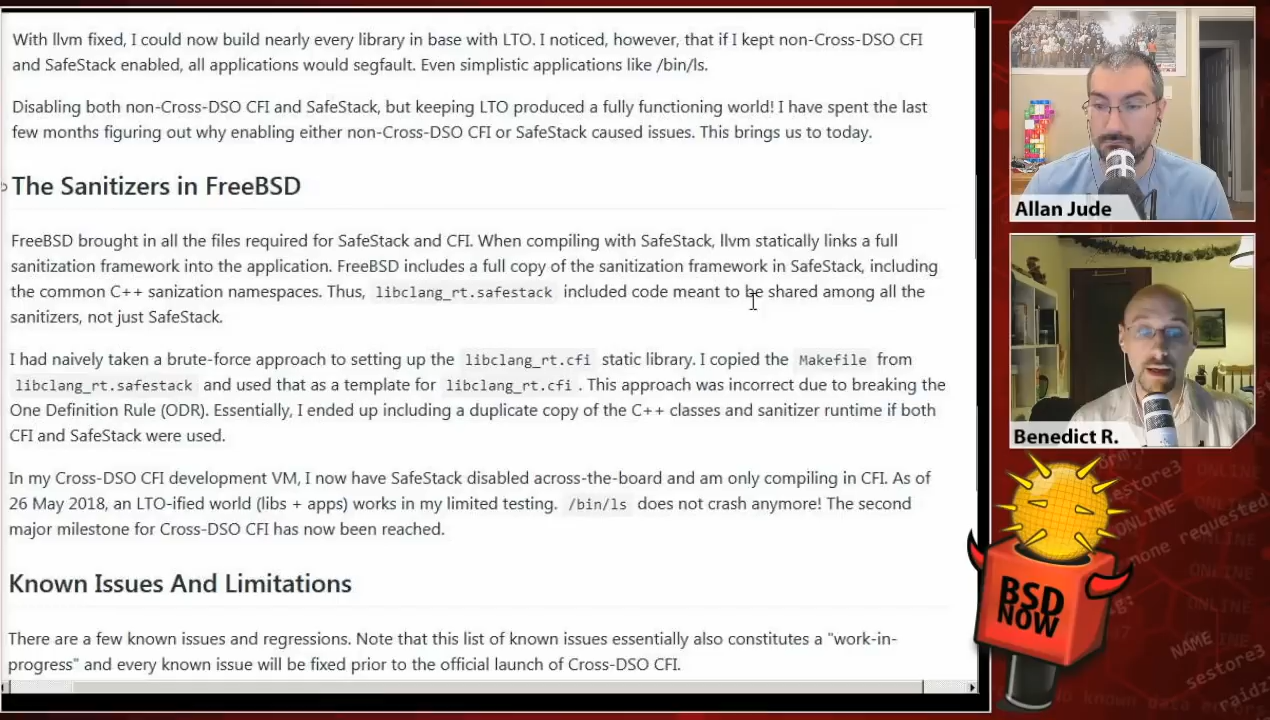 With llvm fixed, I could now build nearly every library in base with LTO. I noticed, however, that if I kept non-Cross-DSO CFI
and SafeStack enabled, all applications would segfault. Even simplistic applications like /bin/ls.
Disabling both non-Cross-DSO CFI and SafeStack, but keeping LTO produced a fully functioning world! I have spent the last
few months figuring out why enabling either non-Cross-DSO CFI or SafeStack caused issues. This brings us to today.
The Sanitizers in FreeBSD
FreeBSD brought in all the files required for SafeStack and CFI. When compiling with SafeStack, llvm statically links a full
sanitization framework into the application. FreeBSD includes a full copy of the sanitization framework in SafeStack, including
the common C++ sanization namespaces. Thus, libclang_rt.safestack included code meant to be shared among all the
sanitizers, not just SafeStack.
I had naively taken a brute-force approach to setting up the libclang_rt.cfi static library. I copied the Makefile from
libclang_rt.safestack and used that as a template for libclang_rt.cfi. This approach was incorrect due to breaking the
One Definition Rule (ODR). Essentially, I ended up including a duplicate copy of the C++ classes and sanitizer runtime if both
CFI and SafeStack were used.
In my Cross-DSO CFI development VM, I now have SafeStack disabled across-the-board and am only compiling in CFI. As of
26 May 2018, an LTO-ified world (libs + apps) works in my limited testing. /bin/ls does not crash anymore! The second
major milestone for Cross-DSO CFI has now been reached.
Known Issues And Limitations
There are a few known issues and regressions. Note that this list of known issues essentially also constitutes a "work-in-
progress" and every known issue will be fixed prior to the official launch of Cross-DSO CFI.
Allan Jude
Benedict R.
BSD
NOW
ONLINE
estore3
ONLINE
none requested
ONLINE
NAME
sestore3
raidz